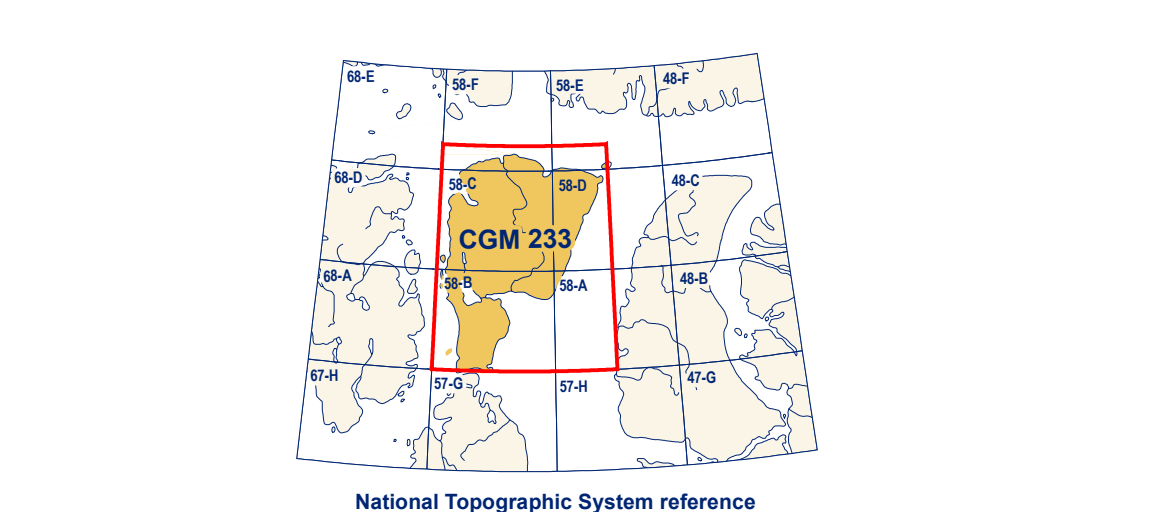 68-E
58-F
58-E
48-F
68-D
58-C
58-D
48-C
CGM 233
68-A
58-B
58-A
48-B
67-H
57-G
57-H
47-G
National Topographic System reference